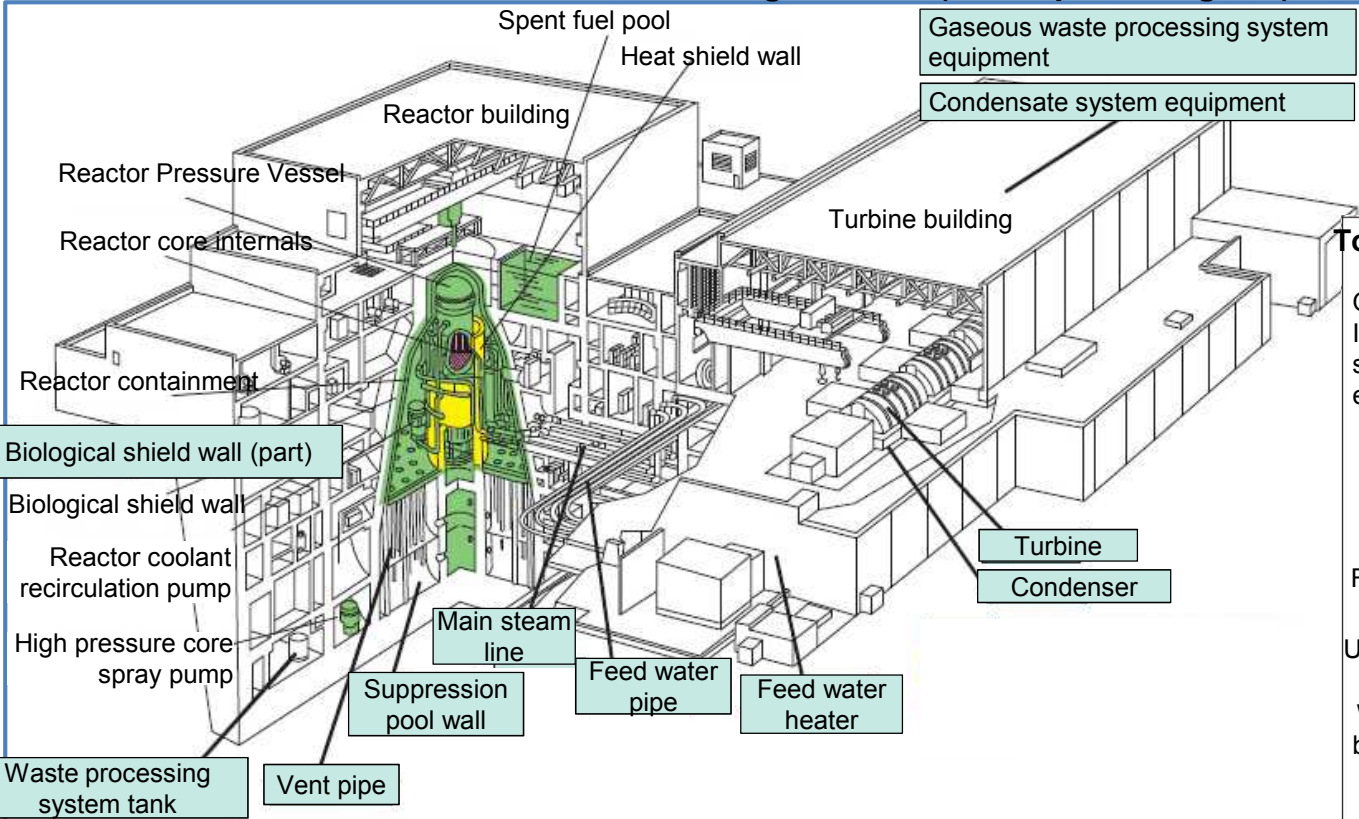 Spent fuel pool
Heat shield wall
Gaseous waste processing system
equipment
Condensate system equipment
Reactor building
Reactor Pressure Vessel
Turbine building
Reactor core internals
Reactor containment
Biological shield wall (part)
Biological shield wall
Reactor coolant
recirculation pump
High pressure core
spray pump
Turbine
Condenser
Main steam
line
Feed water
pipe
Feed water
heater
Suppression
pool wall
Waste processing
system tank
Vent pipe